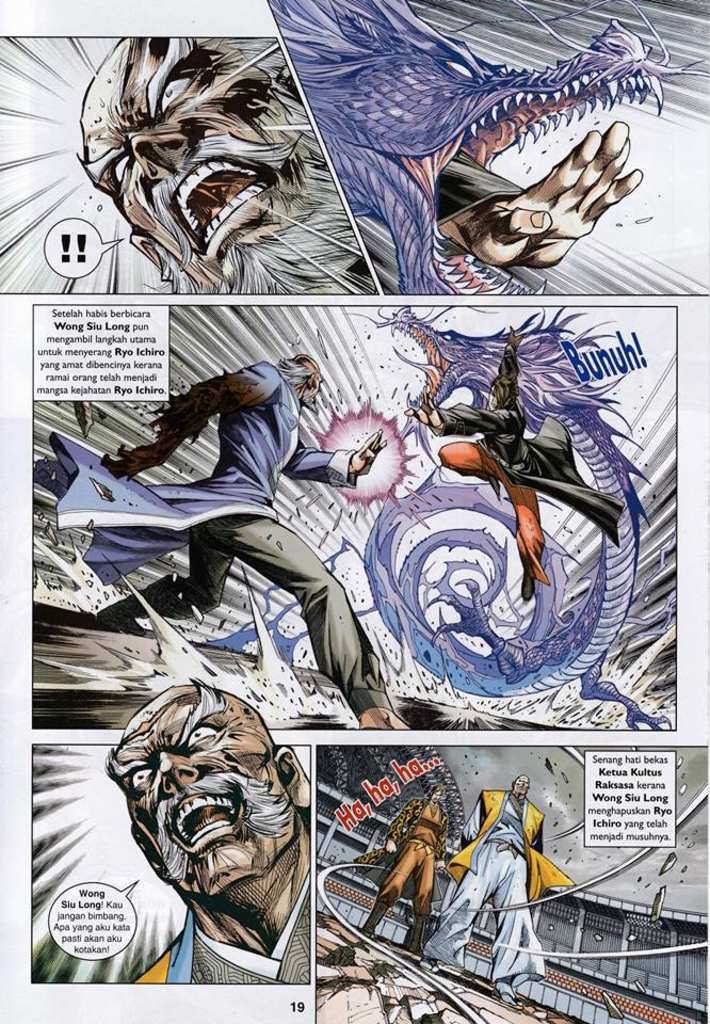 !!
Setelah habis berbicara
Wong Siu Long pun
mengambil langkah utama
untuk menyerang Ryo Ichiro
yang amat dibencinya kerana
ramai orang telah menjadi
mangsa kejahatan Ryo Ichiro.
Bunuh!
Wong
Siu Long! Kau
jangan bimbang.
Apa yang aku kata
pasti akan aku
kotakan!
Ha, ha, ha...
Senang hati bekas
Ketua Kultus
Raksasa kerana
Wong Siu Long
menghapuskan Ryo
Ichiro yang telah
menjadi musuhnya.
19